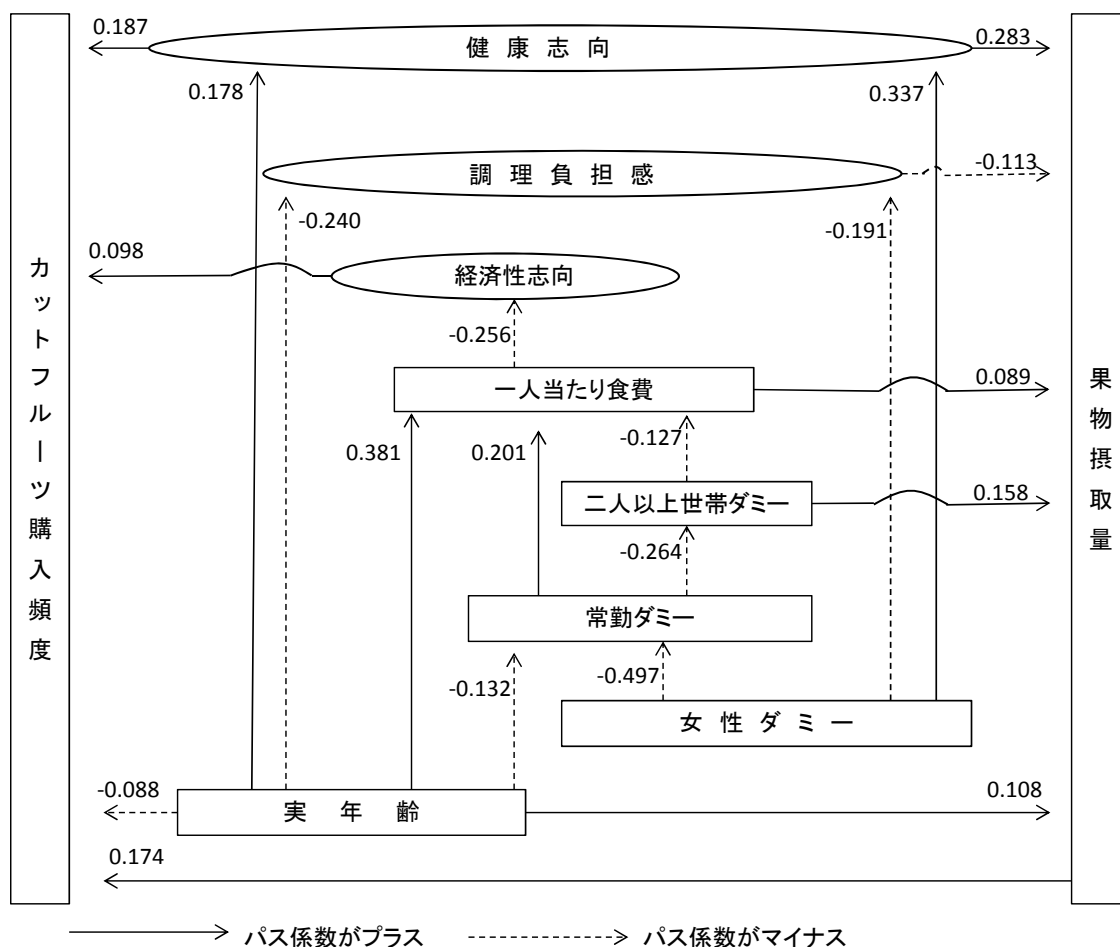 0.187
健康志向
0.283
0.178
0.337
調理負担感
-0.113
-0.240
-0.191
0.098
経済性志向
-0.256
一人当たり食費
0.089
0.381
0.201
-0.127
二人以上世帯ダミー
0.158
-0.264
常勤ダミー
-0.132
-0.497
女性ダミー
-0.088
実年齢
0.108
0.174
カットフルーツ購入頻度
果物摂取量
パス係数がプラス
パス係数がマイナス